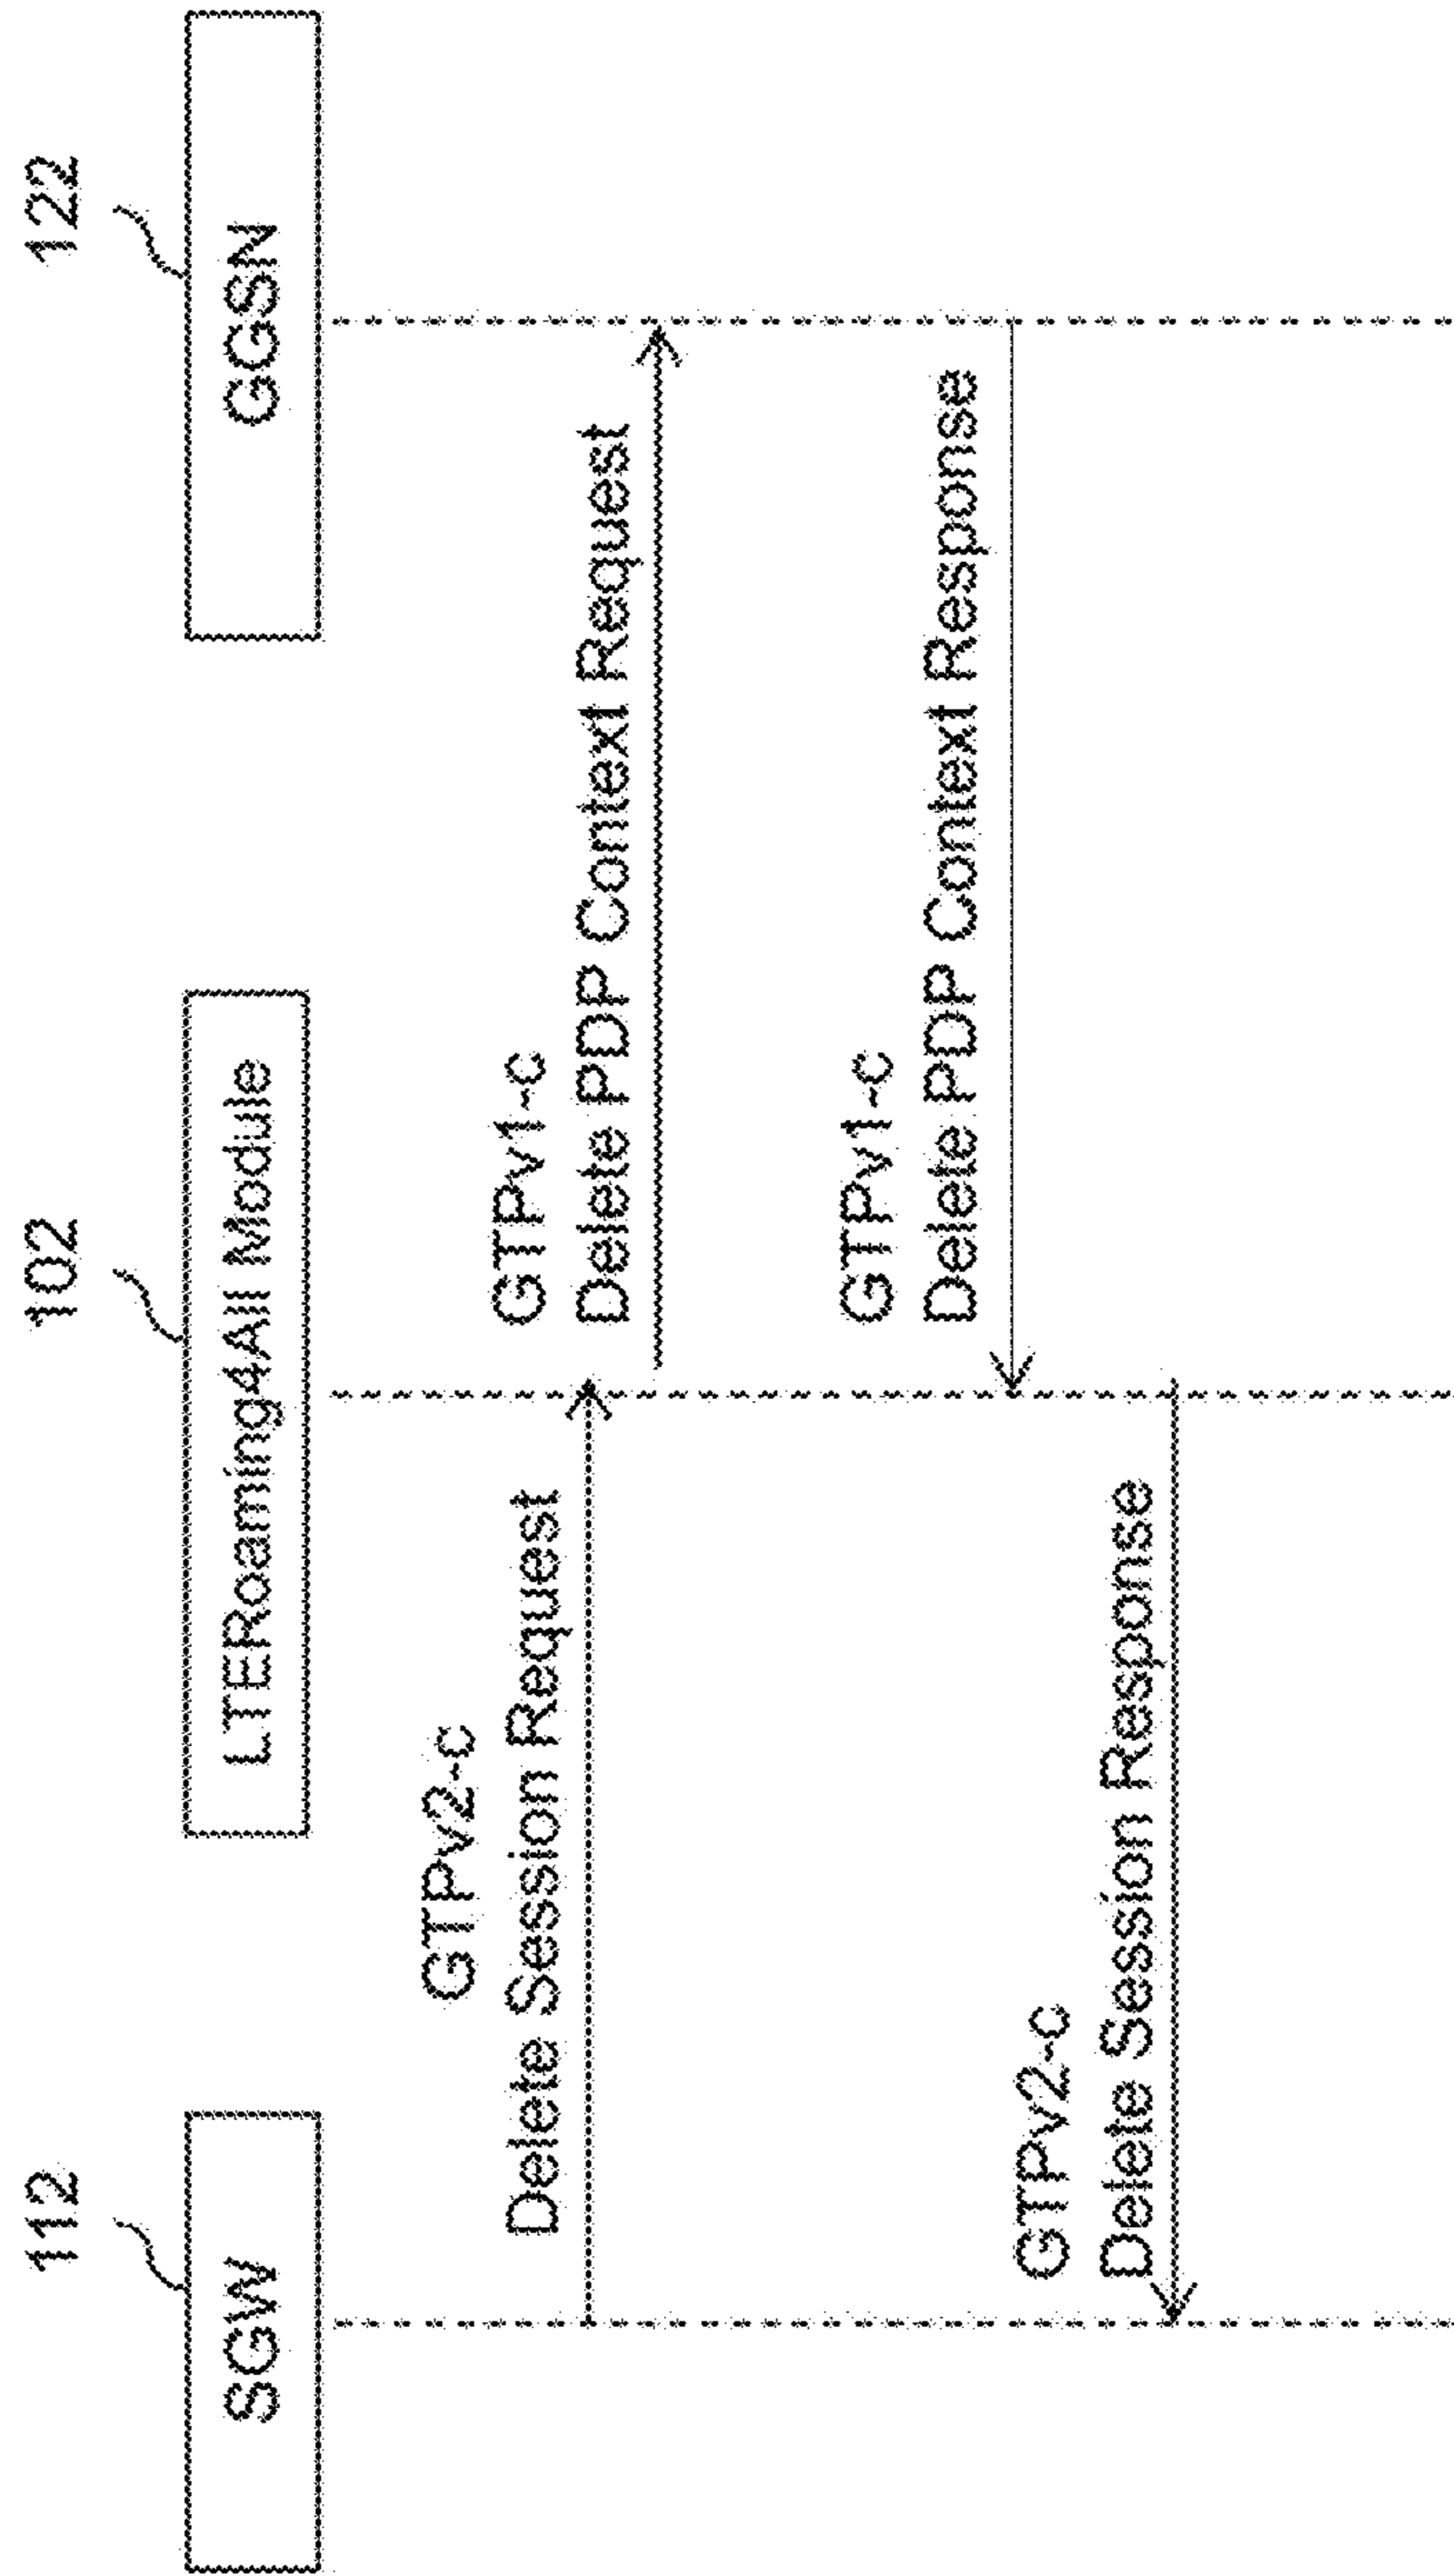 112
102
122
SGW
LTERoaming4All Module
GGSN
GTPv2-c
Delete Session Request
GTPv1-c
Delete PDP Context Request
GTPv1-c
Delete PDP Context Response
GTPv2-c
Delete Session Response